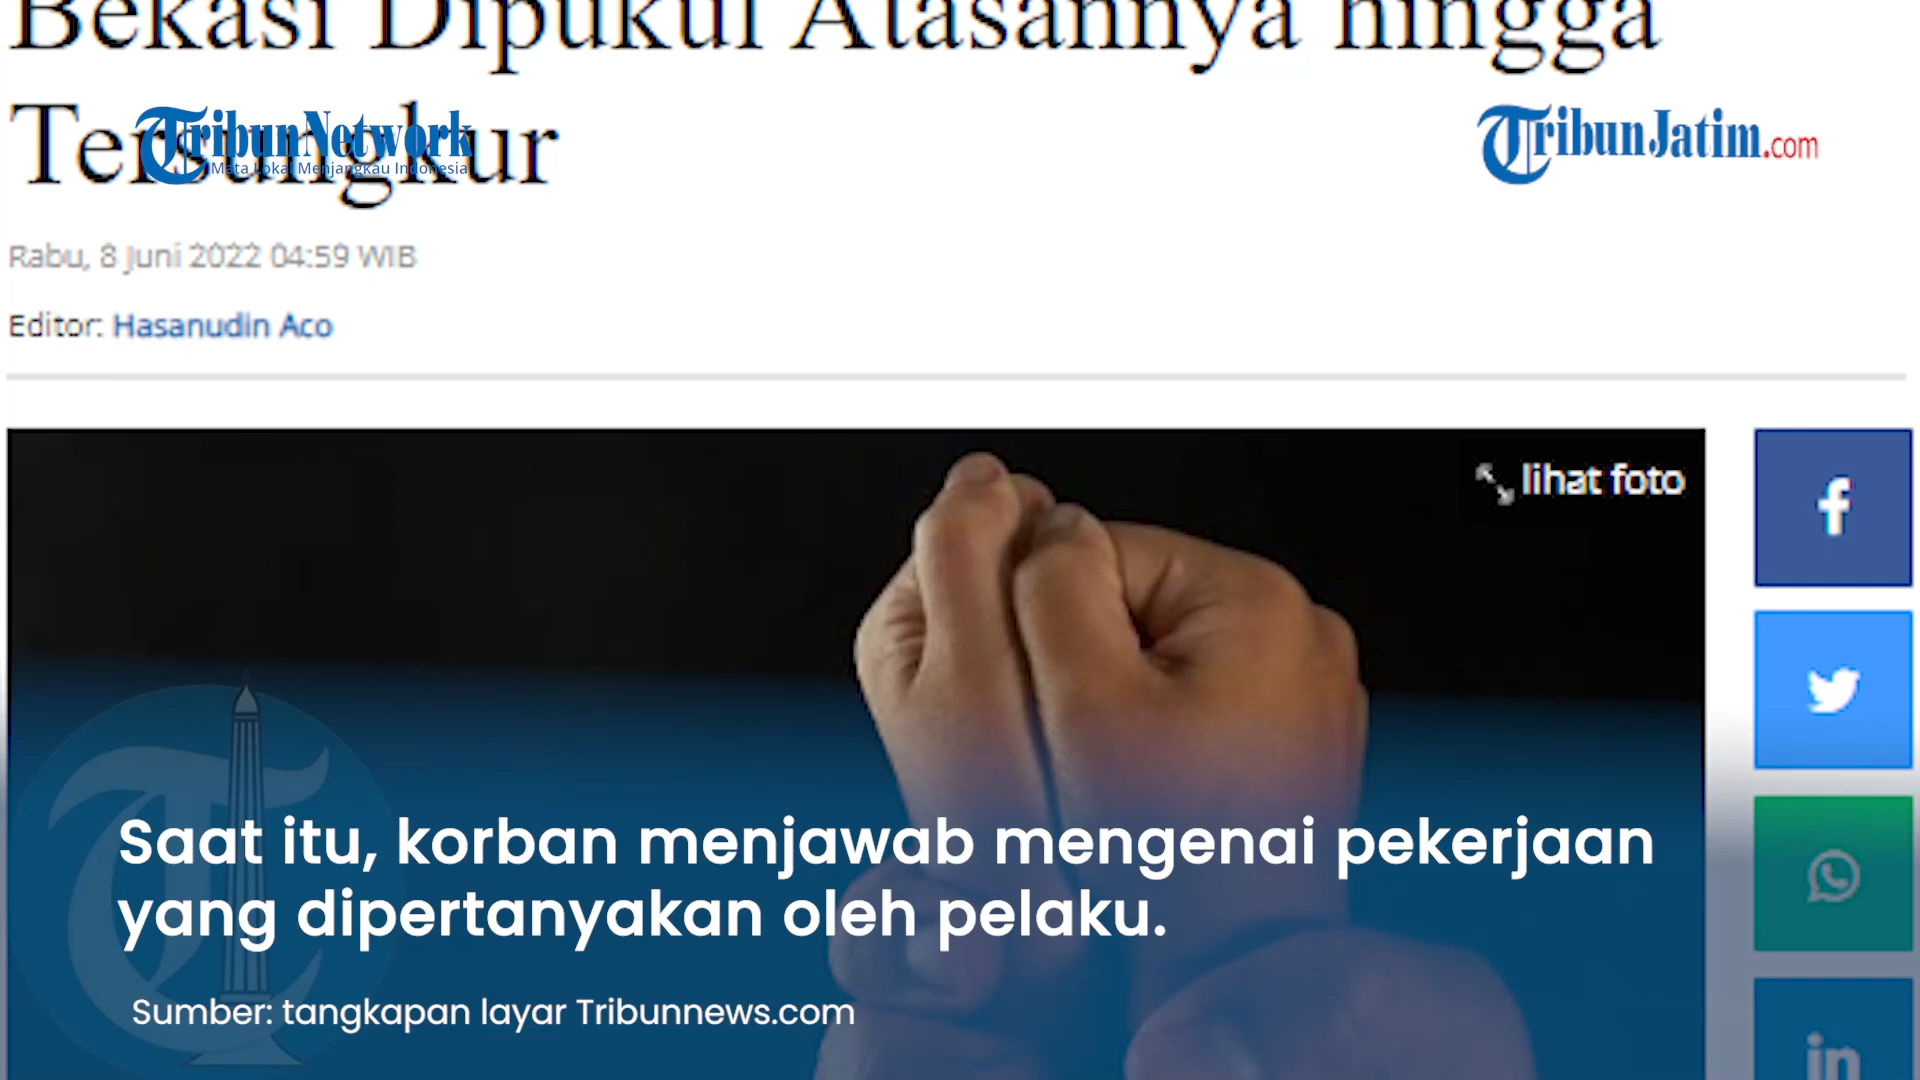 Bekasi Dipukul Atasannya hingga
Tersungkur
TribunNetwork
Mata Lokal Menjangkau Indonesia
TribunJatim.com
Rabu, 8 Juni 2022 04:59 WIB
Editor: Hasanudin Aco
lihat foto
f
Saat itu, korban menjawab mengenai pekerjaan
yang dipertanyakan oleh pelaku.
Sumber: tangkapan layar Tribunnews.com
in